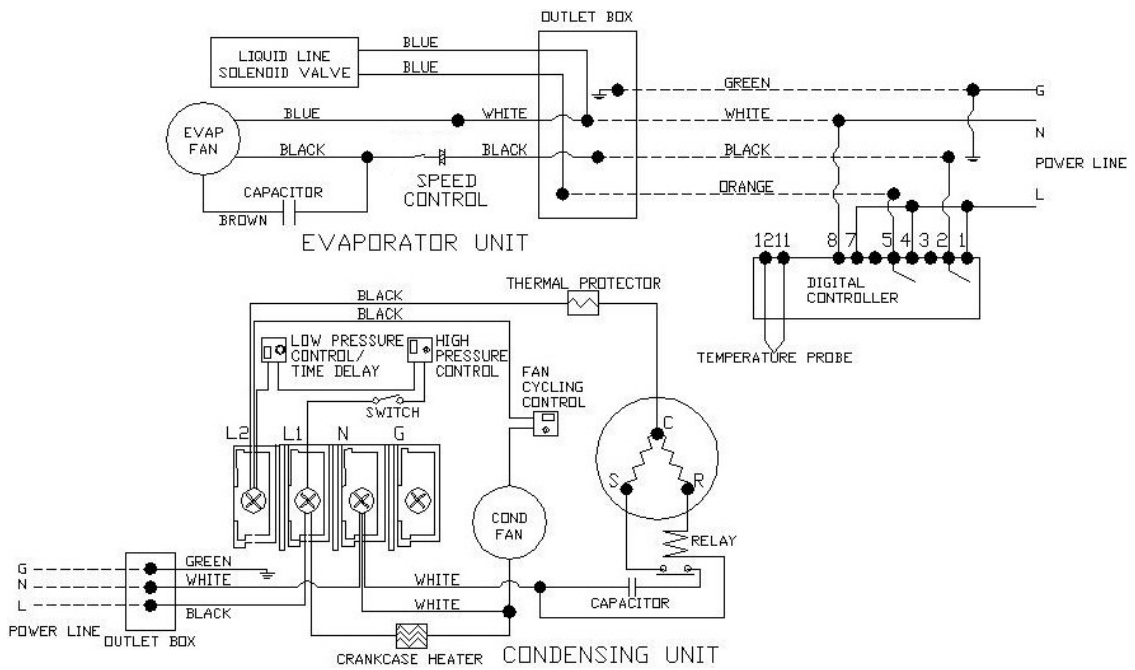 OUTLET BOX
BLUE
LIQUID LINE
SOLENOID VALVE
BLUE
GREEN
G
BLUE
WHITE
WHITE
N
EVAP
FAN
BLACK
BLACK
BLACK
POWER LINE
SPEED
CONTROL
CAPACITOR
ORANGE
L
BROWN
EVAPORATOR UNIT
12 11 8 7 5 4 3 2 1
DIGITAL
CONTROLLER
TEMPERATURE PROBE
THERMAL PROTECTOR
BLACK
BLACK
LOW PRESSURE
CONTROL/
TIME DELAY
HIGH
PRESSURE
CONTROL
FAN
CYCLING
CONTROL
SWITCH
L2 L1 N G
C
S
R
COND
FAN
RELAY
G
GREEN
N
WHITE
WHITE
L
BLACK
WHITE
CAPACITOR
POWER LINE
OUTLET BOX
CRANKCASE HEATER
CONDENSING UNIT